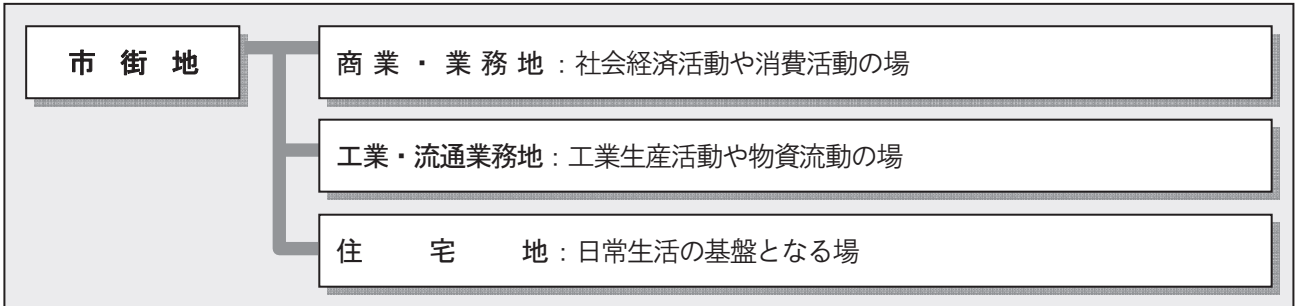 市街地
商業・業務地：社会経済活動や消費活動の場
工業・流通業務地：工業生産活動や物資流動の場
住宅地：日常生活の基盤となる場